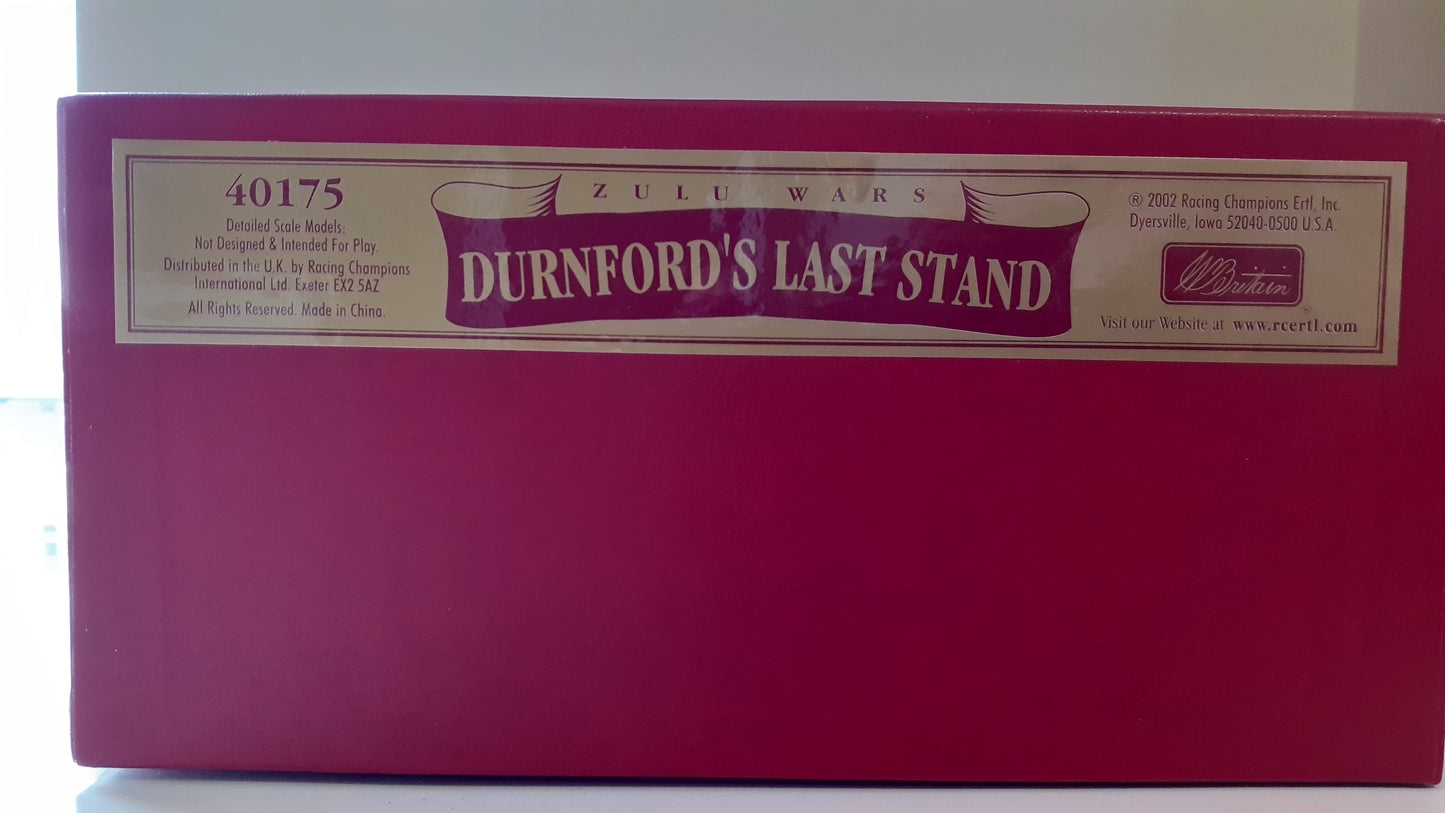 40175
Detailed Scale Models:
Not Designed & Intended For Play.
Distributed in the U.K. by Racing Champions
International Ltd. Exeter EX2 5AZ
All Rights Reserved. Made in China.
ZULU WARS
DURNFORD'S LAST STAND
® 2002 Racing Champions Ertl, Inc.
Dyersville, Iowa 52040-0500 U.S.A.
W Britain ®
Visit our Website at www.rcertl.com